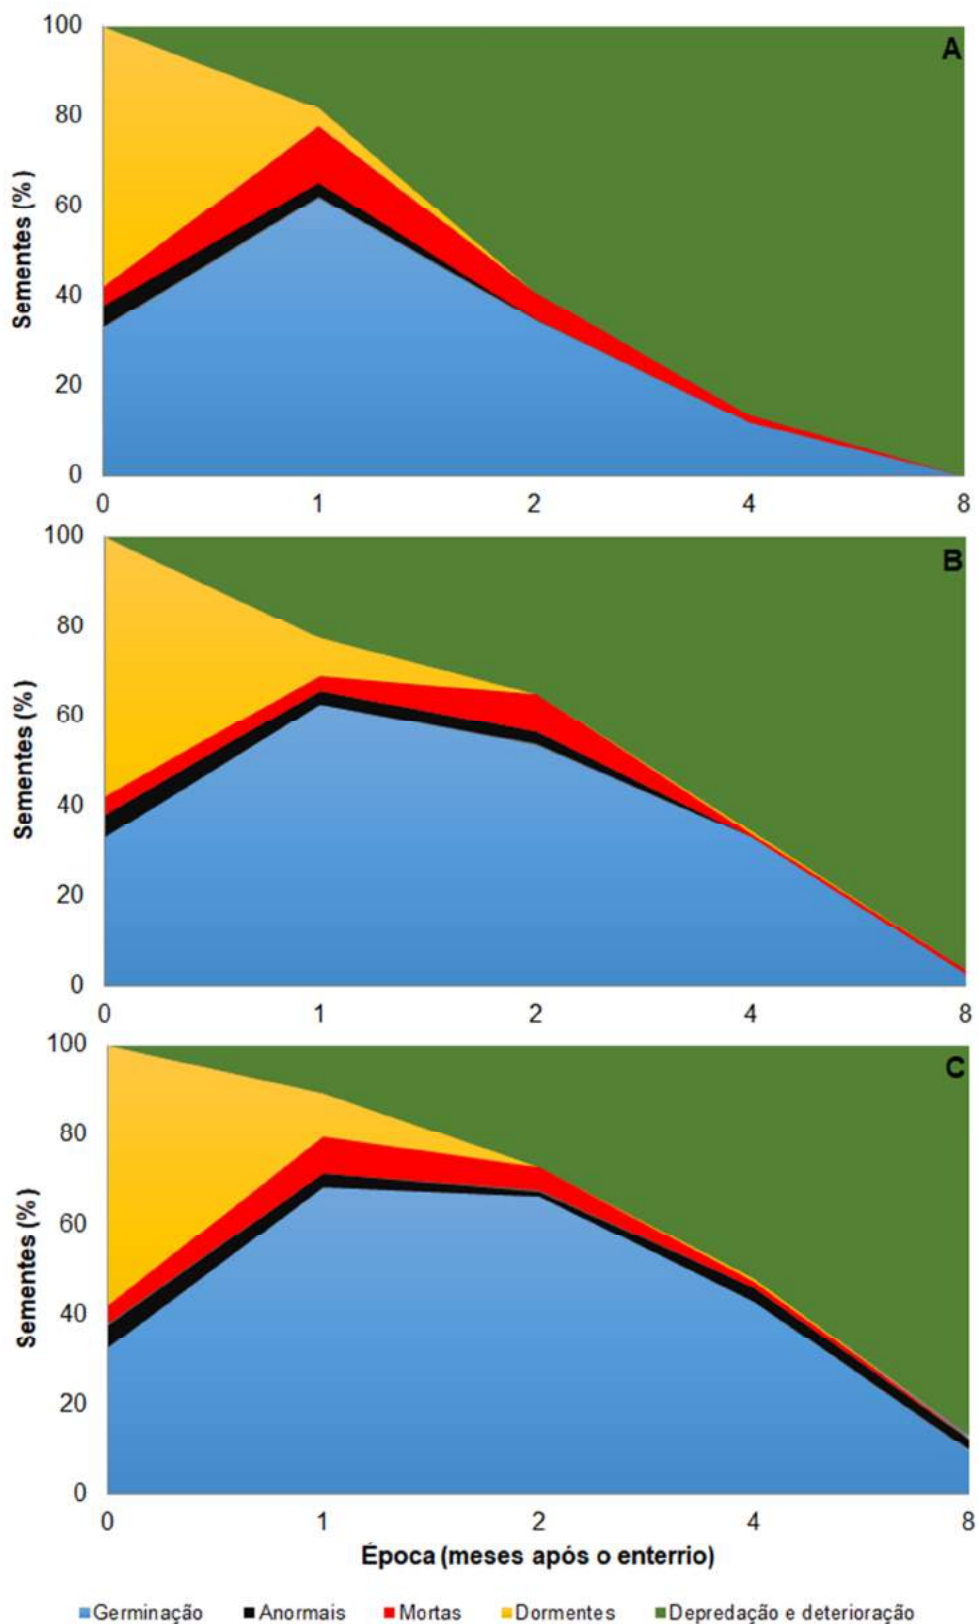 A
Sementes (%)
100
80
60
40
20
0
0 1 2 4 8
B
Sementes (%)
100
80
60
40
20
0
0 1 2 4 8
C
Sementes (%)
100
80
60
40
20
0
0 1 2 4 8
Época (meses após o enterrio)
Germinação Anormais Mortas Dormentes Depredação e deterioração